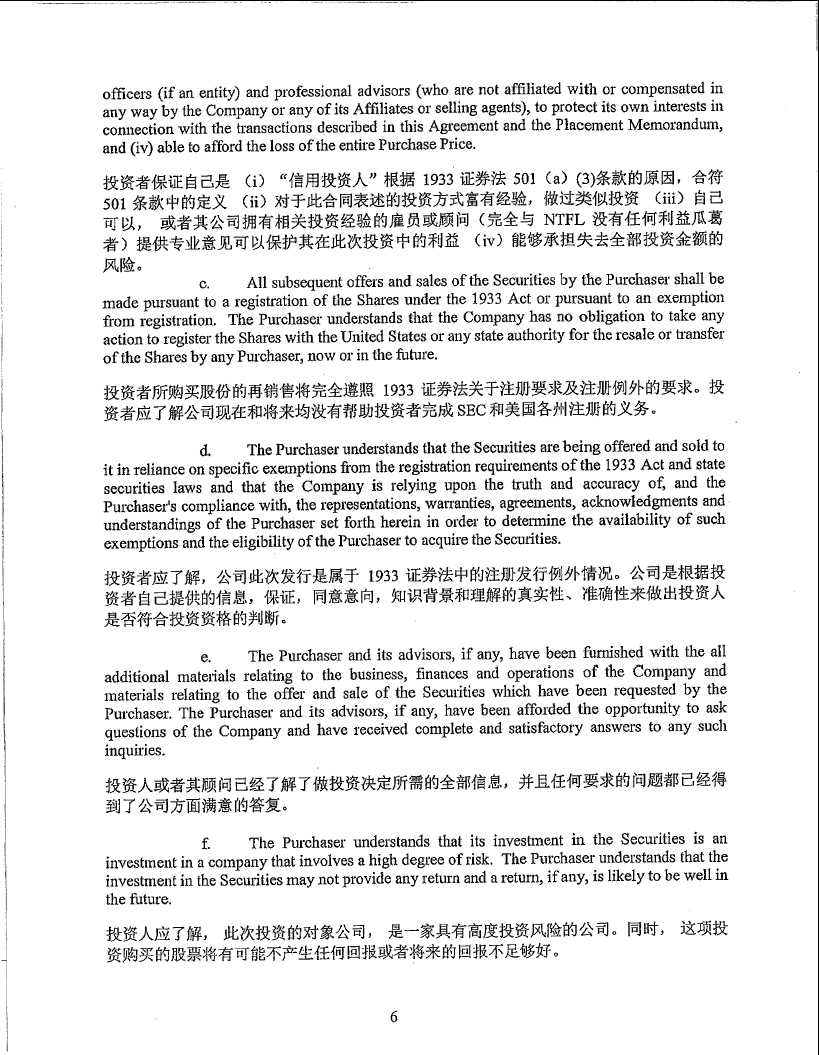 officers (if an entity) and professional advisors (who are not affiliated with or compensated in
any way by the Company or any of its Affiliates or selling agents), to protect its own interests in
connection with the transactions described in this Agreement and the Placement Memorandum,
and (iv) able to afford the loss of the entire Purchase Price.
投资者保证自己是 （i）“信用投资人”根据 1933 证券法 501（a）(3)条款的原因，合符
501 条款中的定义 （ii）对于此合同表述的投资方式富有经验，做过类似投资 （iii）自己
可以， 或者其公司拥有相关投资经验的雇员或顾问（完全与 NTFL 没有任何利益瓜葛
者）提供专业意见可以保护其在此次投资中的利益 （iv）能够承担失去全部投资金额的
风险。
c. All subsequent offers and sales of the Securities by the Purchaser shall be
made pursuant to a registration of the Shares under the 1933 Act or pursuant to an exemption
from registration. The Purchaser understands that the Company has no obligation to take any
action to register the Shares with the United States or any state authority for the resale or transfer
of the Shares by any Purchaser, now or in the future.
投资者所购买股份的再销售将完全遵照 1933 证券法关于注册要求及注册例外的要求。投
资者应了解公司现在和将来均没有帮助投资者完成 SEC 和美国各州注册的义务。
d. The Purchaser understands that the Securities are being offered and sold to
it in reliance on specific exemptions from the registration requirements of the 1933 Act and state
securities laws and that the Company is relying upon the truth and accuracy of, and the
Purchaser's compliance with, the representations, warranties, agreements, acknowledgments and
understandings of the Purchaser set forth herein in order to determine the availability of such
exemptions and the eligibility of the Purchaser to acquire the Securities.
投资者应了解，公司此次发行是属于 1933 证券法中的注册发行例外情况。公司是根据投
资者自己提供的信息，保证，同意意向，知识背景和理解的真实性、准确性来做出投资人
是否符合投资资格的判断。
e. The Purchaser and its advisors, if any, have been furnished with the all
additional materials relating to the business, finances and operations of the Company and
materials relating to the offer and sale of the Securities which have been requested by the
Purchaser. The Purchaser and its advisors, if any, have been afforded the opportunity to ask
questions of the Company and have received complete and satisfactory answers to any such
inquiries.
投资人或者其顾问已经了解了做投资决定所需的全部信息，并且任何要求的问题都已经得
到了公司方面满意的答复。
f. The Purchaser understands that its investment in the Securities is an
investment in a company that involves a high degree of risk. The Purchaser understands that the
investment in the Securities may not provide any return and a return, if any, is likely to be well in
the future.
投资人应了解， 此次投资的对象公司， 是一家具有高度投资风险的公司。同时， 这项投
资购买的股票将有可能不产生任何回报或者将来的回报不足够好。
6